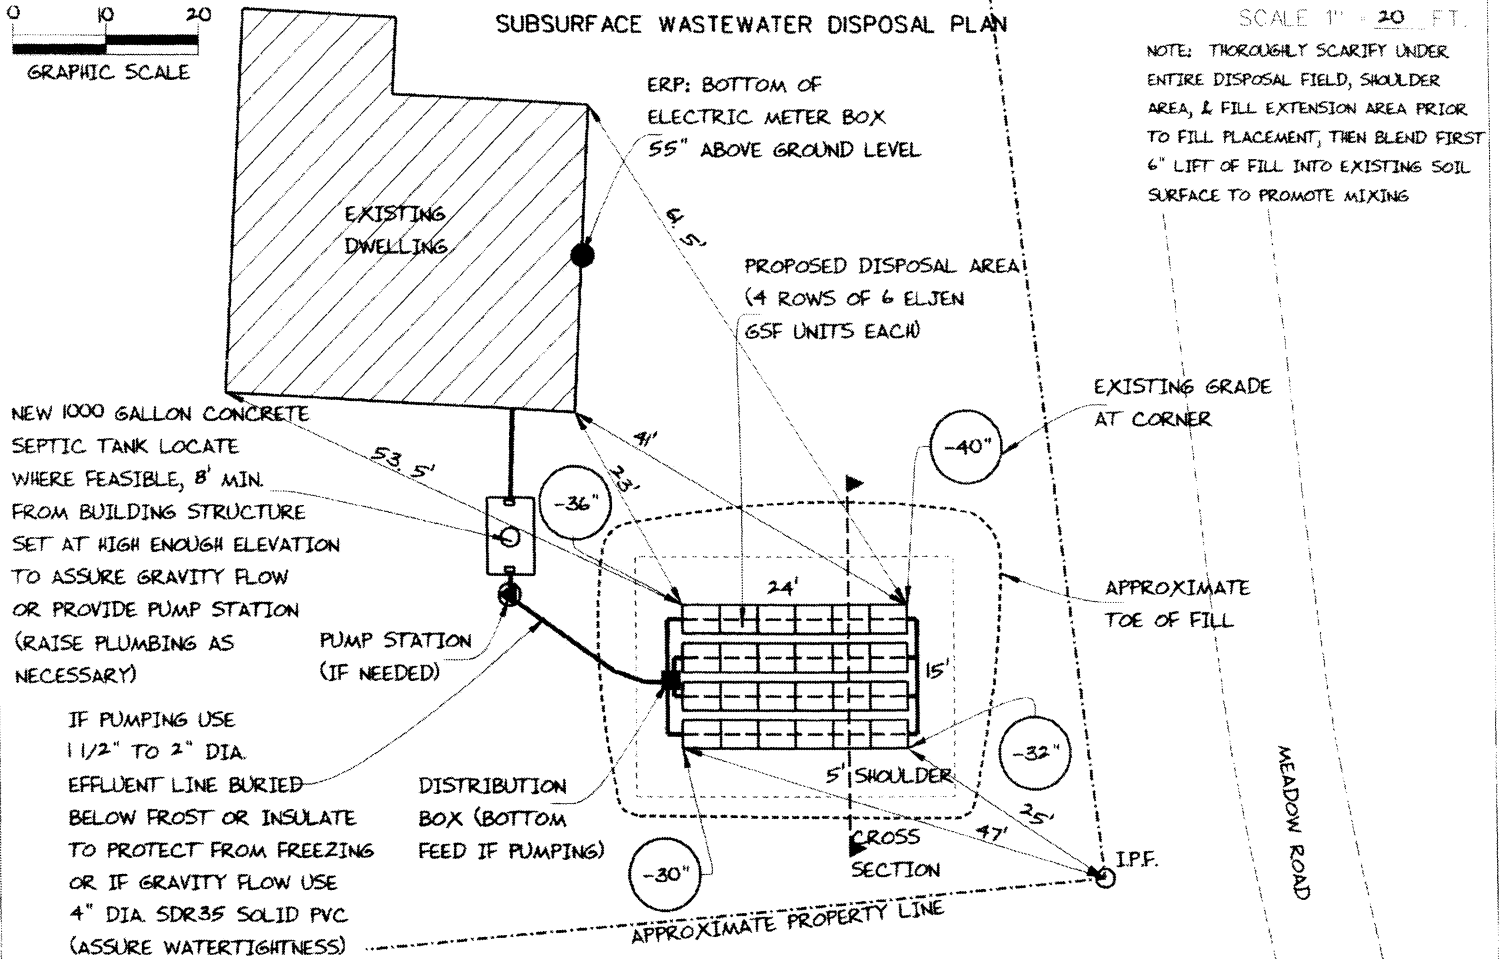 0 10 20
GRAPHIC SCALE
SUBSURFACE WASTEWATER DISPOSAL PLAN
SCALE 1" = 20 FT.
NOTE: THOROUGHLY SCARIFY UNDER
ENTIRE DISPOSAL FIELD, SHOULDER
AREA, & FILL EXTENSION AREA PRIOR
TO FILL PLACEMENT, THEN BLEND FIRST
6" LIFT OF FILL INTO EXISTING SOIL
SURFACE TO PROMOTE MIXING
ERP: BOTTOM OF
ELECTRIC METER BOX
55" ABOVE GROUND LEVEL
EXISTING
DWELLING
PROPOSED DISPOSAL AREA
(4 ROWS OF 6 ELJEN
GSF UNITS EACH)
61.5'
EXISTING GRADE
AT CORNER
-40"
41'
23'
53.5'
-36"
NEW 1000 GALLON CONCRETE
SEPTIC TANK LOCATE
WHERE FEASIBLE, 8' MIN.
FROM BUILDING STRUCTURE
SET AT HIGH ENOUGH ELEVATION
TO ASSURE GRAVITY FLOW
OR PROVIDE PUMP STATION
(RAISE PLUMBING AS
NECESSARY)
PUMP STATION
(IF NEEDED)
24'
15'
APPROXIMATE
TOE OF FILL
IF PUMPING USE
1 1/2" TO 2" DIA.
EFFLUENT LINE BURIED
BELOW FROST OR INSULATE
TO PROTECT FROM FREEZING
OR IF GRAVITY FLOW USE
4" DIA. SDR35 SOLID PVC
(ASSURE WATERTIGHTNESS)
DISTRIBUTION
BOX (BOTTOM
FEED IF PUMPING)
5' SHOULDER
-32"
25'
47'
CROSS
SECTION
-30"
I.P.F.
APPROXIMATE PROPERTY LINE
MEADOW ROAD